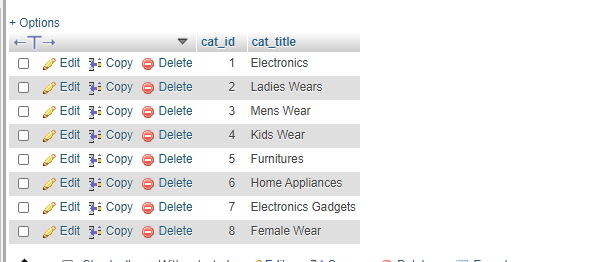 + Options
←T→ cat_id cat_title
Edit Copy Delete 1 Electronics
Edit Copy Delete 2 Ladies Wears
Edit Copy Delete 3 Mens Wear
Edit Copy Delete 4 Kids Wear
Edit Copy Delete 5 Furnitures
Edit Copy Delete 6 Home Appliances
Edit Copy Delete 7 Electronics Gadgets
Edit Copy Delete 8 Female Wear